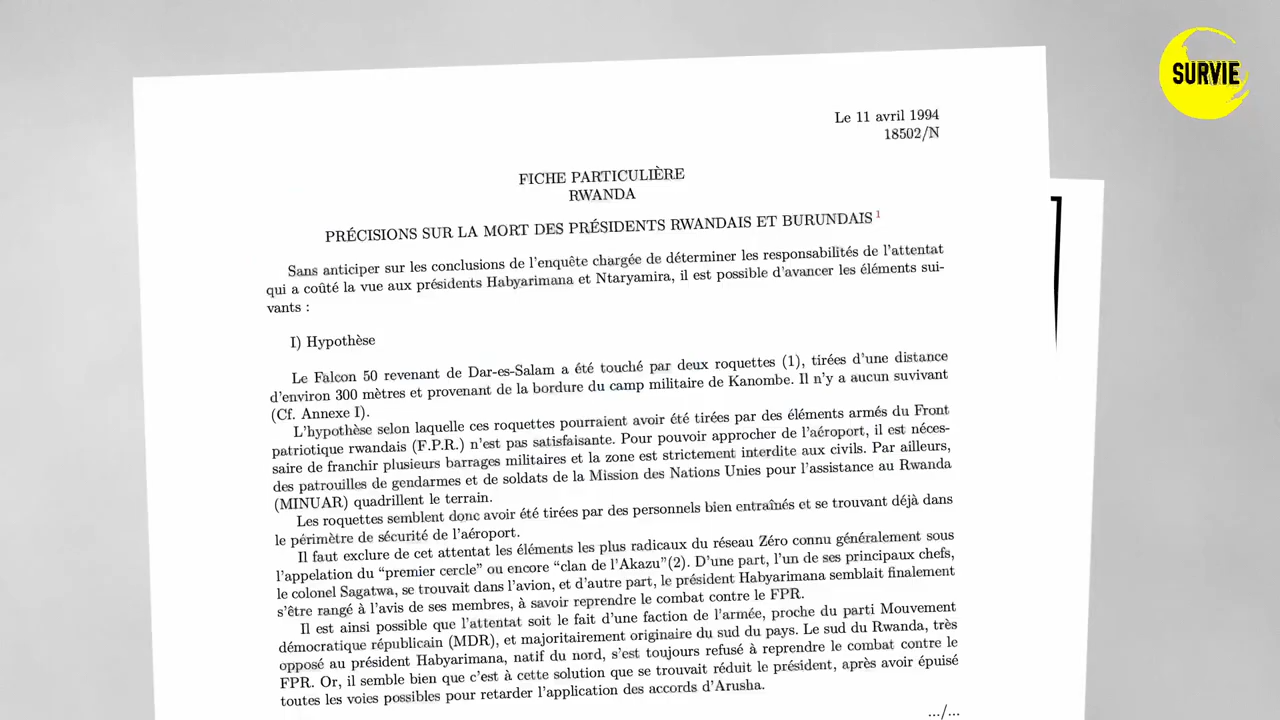 SURVIE
Le 11 avril 1994
18502/N
FICHE PARTICULIÈRE
RWANDA
PRÉCISIONS SUR LA MORT DES PRÉSIDENTS RWANDAIS ET BURUNDAIS 1
Sans anticiper sur les conclusions de l'enquête chargée de déterminer les responsabilités de l'attentat
qui a coûté la vue aux présidents Habyarimana et Ntaryamira, il est possible d'avancer les éléments sui-
vants :
I) Hypothèse
Le Falcon 50 revenant de Dar-es-Salam a été touché par deux roquettes (1), tirées d'une distance
d'environ 300 mètres et provenant de la bordure du camp militaire de Kanombe. Il n'y a aucun suvivant
(Cf. Annexe I).
L'hypothèse selon laquelle ces roquettes pourraient avoir été tirées par des éléments armés du Front
patriotique rwandais (F.P.R.) n'est pas satisfaisante. Pour pouvoir approcher de l'aéroport, il est néces-
saire de franchir plusieurs barrages militaires et la zone est strictement interdite aux civils. Par ailleurs,
des patrouilles de gendarmes et de soldats de la Mission des Nations Unies pour l'assistance au Rwanda
(MINUAR) quadrillent le terrain.
Les roquettes semblent donc avoir été tirées par des personnels bien entraînés et se trouvant déjà dans
le périmètre de sécurité de l'aéroport.
Il faut exclure de cet attentat les éléments les plus radicaux du réseau Zéro connu généralement sous
l'appelation du “premier cercle” ou encore “clan de l'Akazu”(2). D'une part, l'un de ses principaux chefs,
le colonel Sagatwa, se trouvait dans l'avion, et d'autre part, le président Habyarimana semblait finalement
s'être rangé à l'avis de ses membres, à savoir reprendre le combat contre le FPR.
Il est ainsi possible que l'attentat soit le fait d'une faction de l'armée, proche du parti Mouvement
démocratique républicain (MDR), et majoritairement originaire du sud du pays. Le sud du Rwanda, très
opposé au président Habyarimana, natif du nord, s'est toujours refusé à reprendre le combat contre le
FPR. Or, il semble bien que c'est à cette solution que se trouvait réduit le président, après avoir épuisé
toutes les voies possibles pour retarder l'application des accords d'Arusha.
.../...